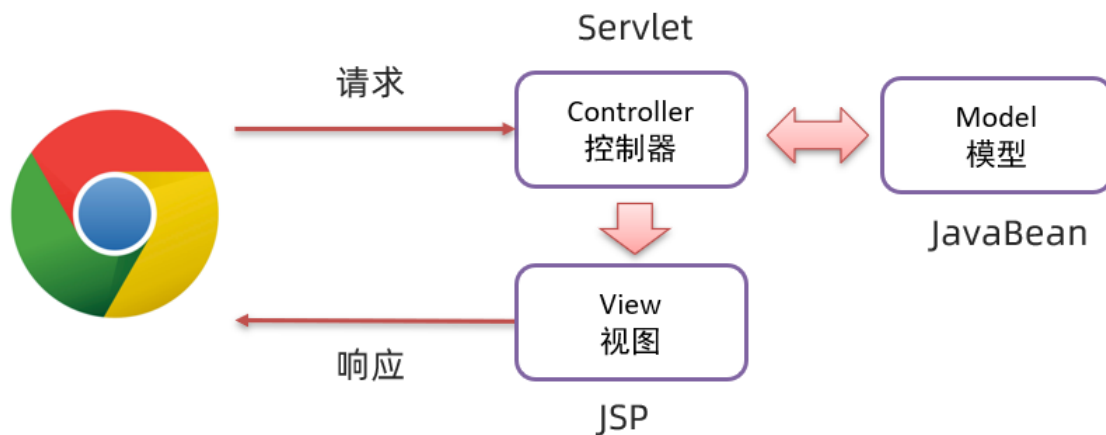 Servlet
请求
Controller
控制器
Model
模型
JavaBean
View
视图
响应
JSP